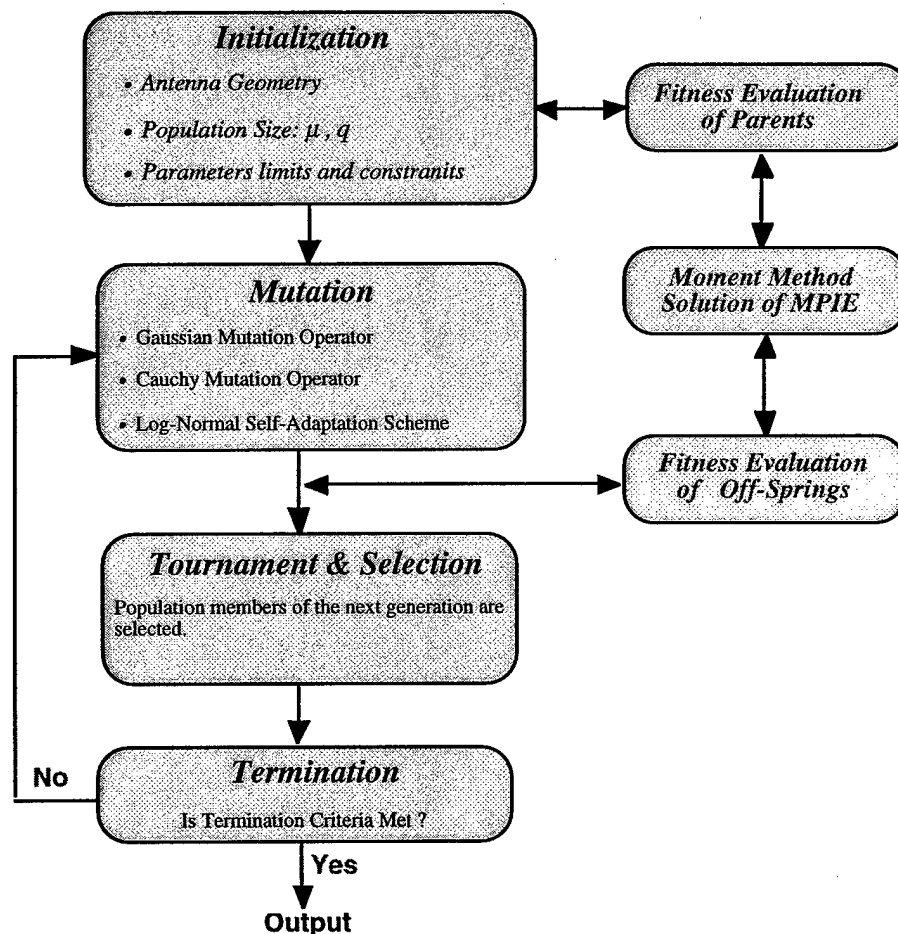 Initialization
• Antenna Geometry
• Population Size: μ , q
• Parameters limits and constranits
Fitness Evaluation
of Parents
Moment Method
Solution of MPIE
Mutation
• Gaussian Mutation Operator
• Cauchy Mutation Operator
• Log-Normal Self-Adaptation Scheme
Fitness Evaluation
of Off-Springs
Tournament & Selection
Population members of the next generation are
selected.
Termination
Is Termination Criteria Met ?
No
Yes
Output